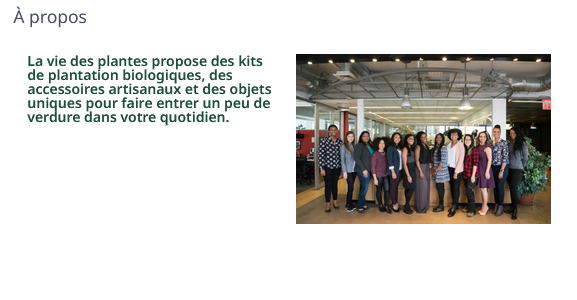 À propos
La vie des plantes propose des kits
de plantation biologiques, des
accessoires artisanaux et des objets
uniques pour faire entrer un peu de
verdure dans votre quotidien.